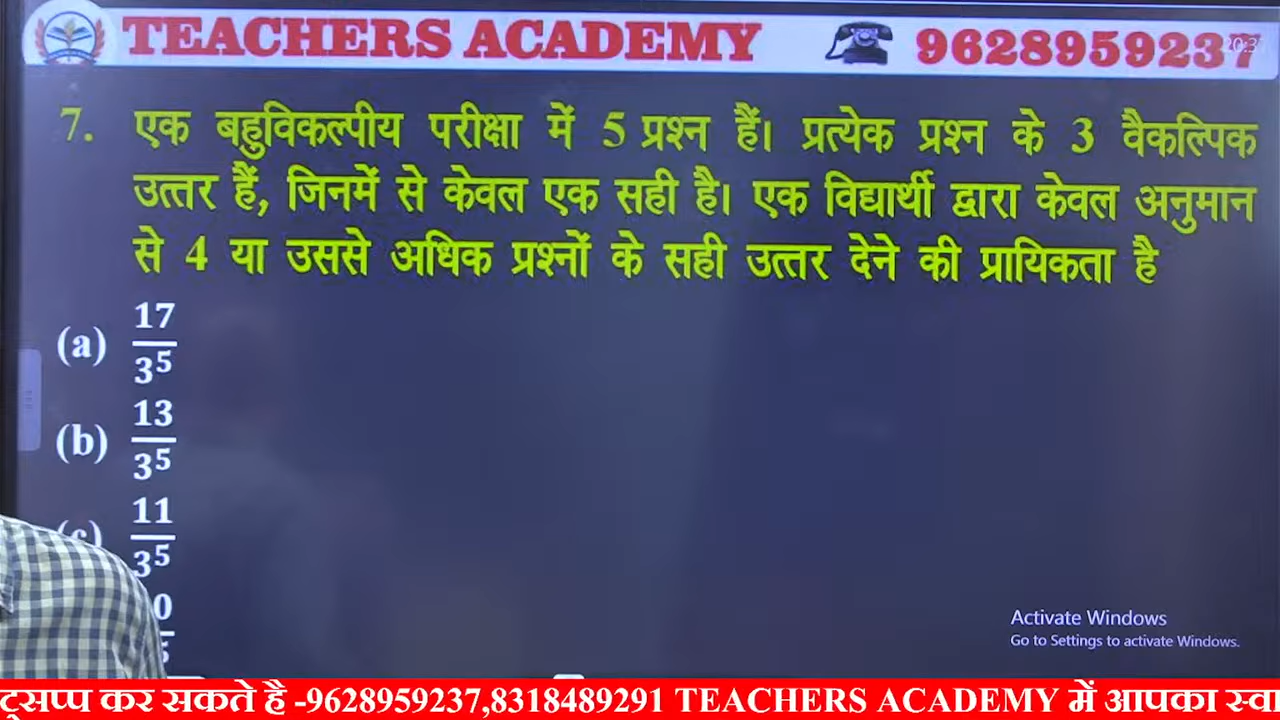 TEACHERS ACADEMY 9628959237
7. एक बहुविकल्पीय परीक्षा में 5 प्रश्न हैं। प्रत्येक प्रश्न के 3 वैकल्पिक
उत्तर हैं, जिनमें से केवल एक सही है। एक विद्यार्थी द्वारा केवल अनुमान
से 4 या उससे अधिक प्रश्नों के सही उत्तर देने की प्रायिकता है
(a) 17/3⁵
(b) 13/3⁵
(c) 11/3⁵
0
5
Activate Windows
Go to Settings to activate Windows.
ट्सप्प कर सकते है -9628959237,8318489291 TEACHERS ACADEMY में आपका स्वा